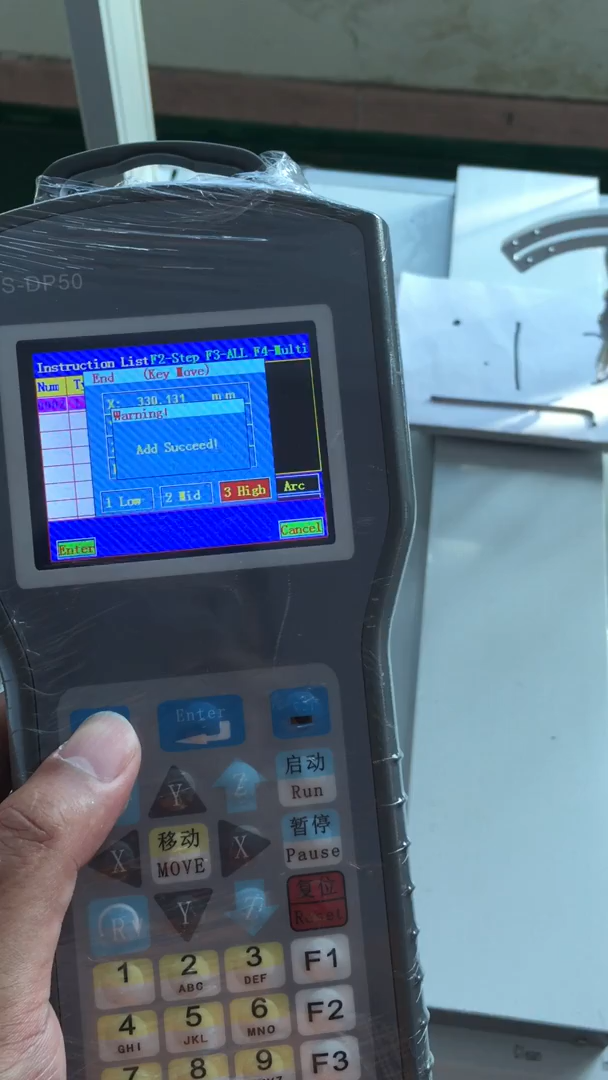 S-DP50
Instruction List F2-Step F3-ALL F4-Multi
Num
End (Key Move)
X: 330.131 mm
Warning!
Add Succeed!
1 Low 2 Mid 3 High Arc
Enter Cancel
Enter
启动
Run
Y Z
移动
MOVE
X X
暂停
Pause
R Y Z
复位
Reset
1 2 ABC 3 DEF F1
4 GHI 5 JKL 6 MNO F2
7 8 9 F3